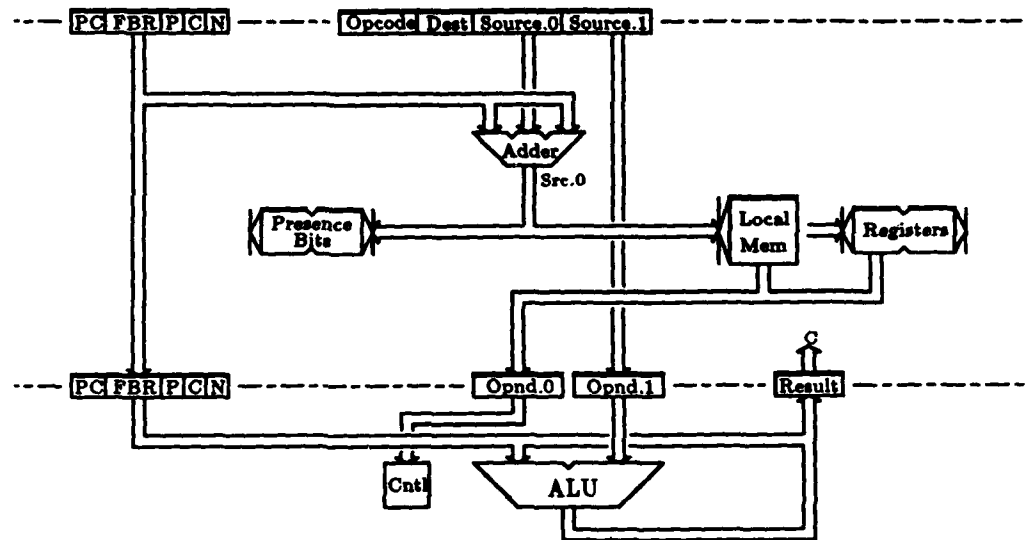 PC FBR P C N Opcode Dest Source.0 Source.1
Adder
Src.0
Presence
Bits
Local
Mem
Registers
C
PC FBR P C N Opnd.0 Opnd.1 Result
Cntl
ALU